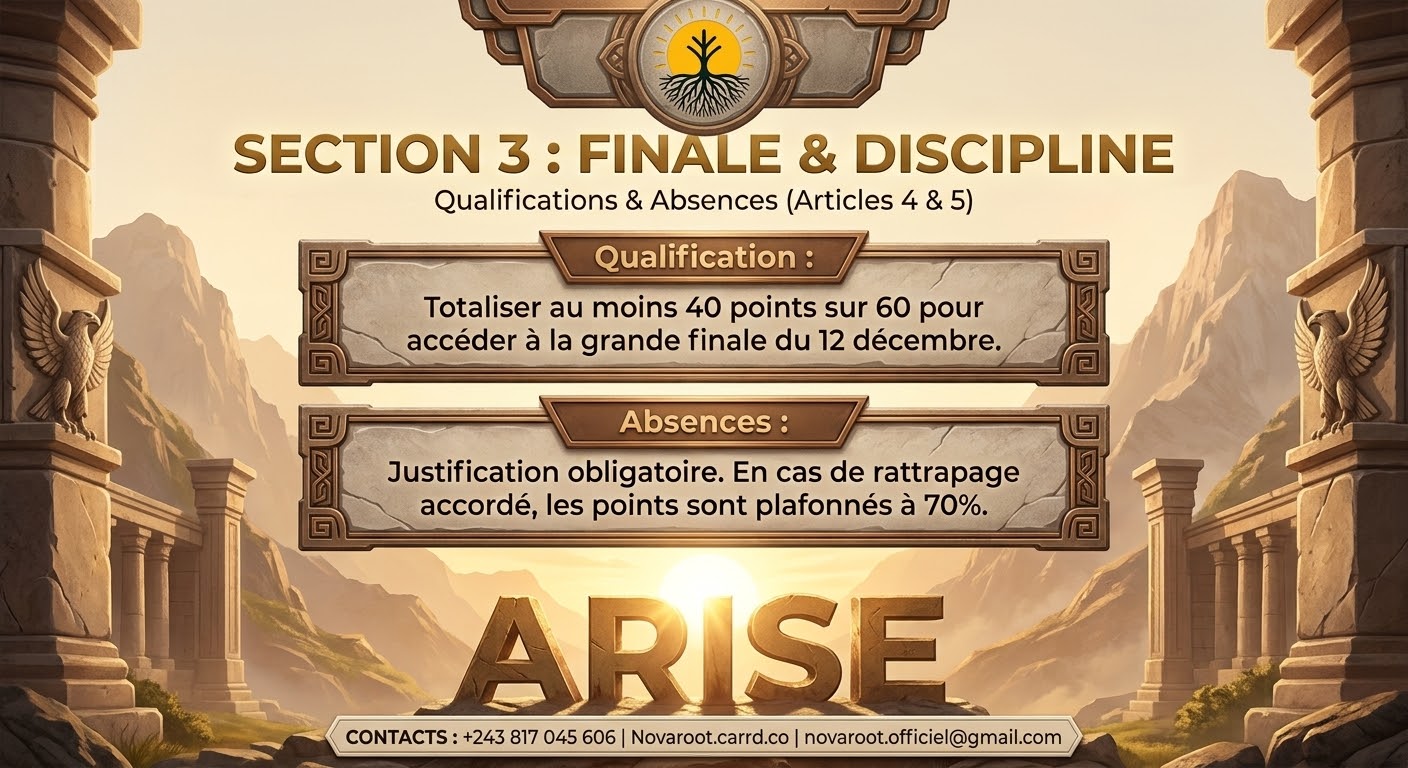 SECTION 3 : FINALE & DISCIPLINE
Qualifications & Absences (Articles 4 & 5)
Qualification :
Totaliser au moins 40 points sur 60 pour
accéder à la grande finale du 12 décembre.
Absences :
Justification obligatoire. En cas de rattrapage
accordé, les points sont plafonnés à 70%.
ARISE
CONTACTS : +243 817 045 606 | Novaroot.carrd.co | novaroot.officiel@gmail.com